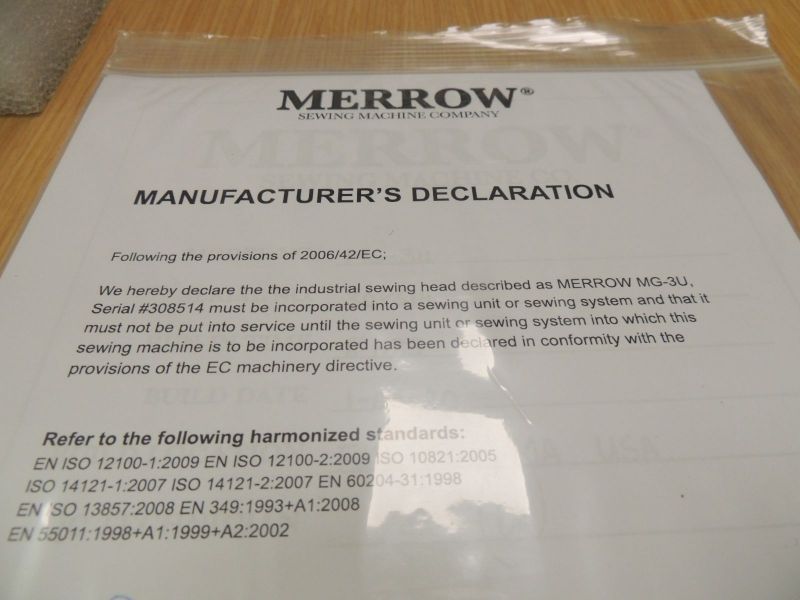 MERROW®
SEWING MACHINE COMPANY
MANUFACTURER'S DECLARATION
Following the provisions of 2006/42/EC;
We hereby declare the the industrial sewing head described as MERROW MG-3U,
Serial #308514 must be incorporated into a sewing unit or sewing system and that it
must not be put into service until the sewing unit or sewing system into which this
sewing machine is to be incorporated has been declared in conformity with the
provisions of the EC machinery directive.
BUILD DATE
USA
Refer to the following harmonized standards:
EN ISO 12100-1:2009 EN ISO 12100-2:2009 ISO 10821:2005
ISO 14121-1:2007 ISO 14121-2:2007 EN 60204-31:1998
EN ISO 13857:2008 EN 349:1993+A1:2008
EN 55011:1998+A1:1999+A2:2002